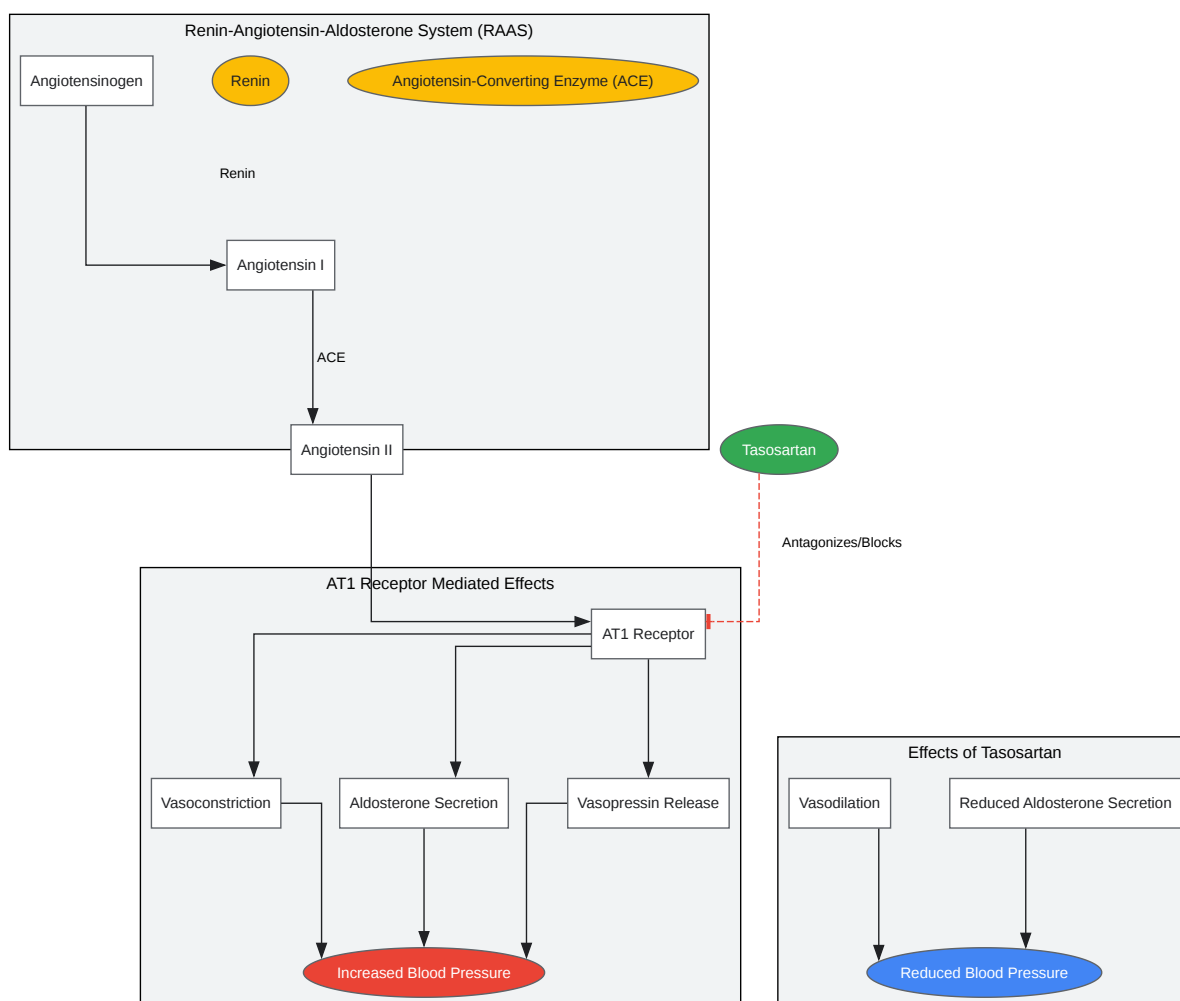 Renin-Angiotensin-Aldosterone System (RAAS)
Angiotensinogen
Renin
Angiotensin-Converting Enzyme (ACE)
Renin
Angiotensin I
ACE
Angiotensin II
Tasosartan
Antagonizes/Blocks
AT1 Receptor Mediated Effects
AT1 Receptor
Effects of Tasosartan
Vasoconstriction
Aldosterone Secretion
Vasopressin Release
Vasodilation
Reduced Aldosterone Secretion
Increased Blood Pressure
Reduced Blood Pressure